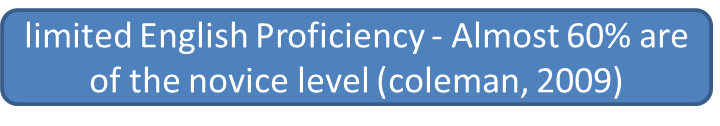 limited English Proficiency - Almost 60% are
of the novice level (coleman, 2009)